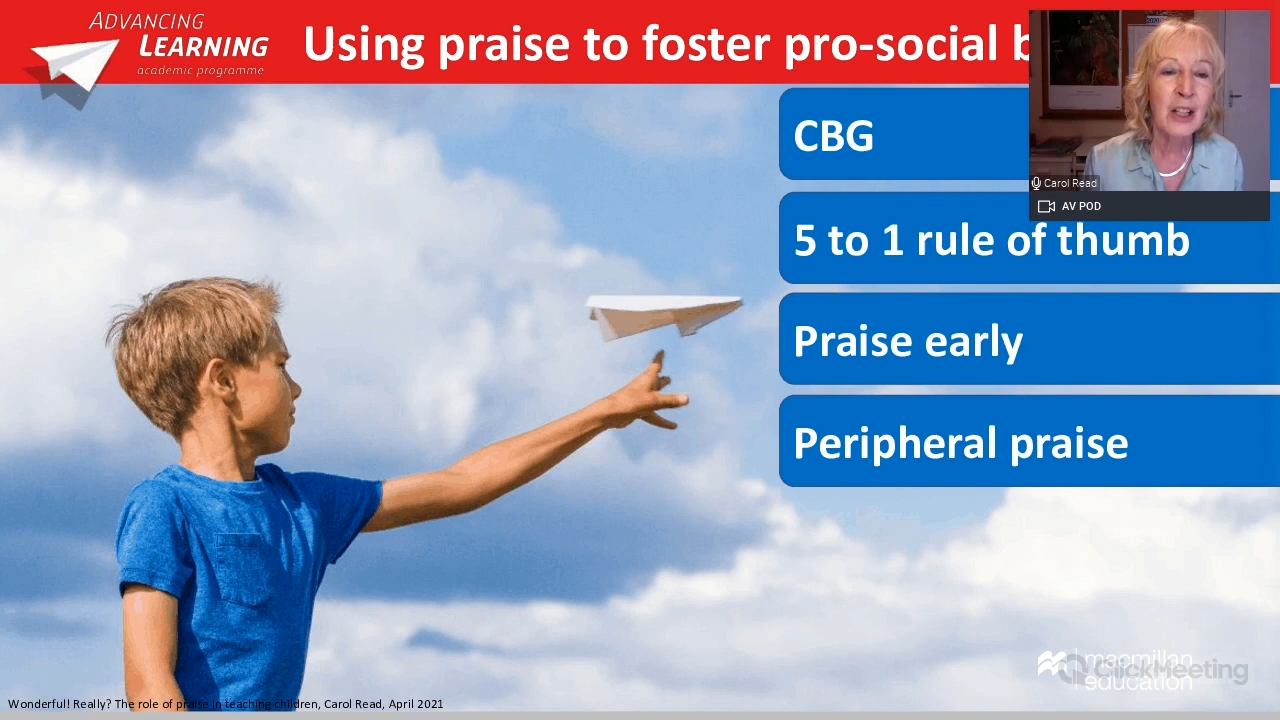 ADVANCING
LEARNING
academic programme
Using praise to foster pro-social b
CBG
Carol Read
AV POD
5 to 1 rule of thumb
Praise early
Peripheral praise
macmillan
education
ClickMeeting
Wonderful! Really? The role of praise in teaching children, Carol Read, April 2021